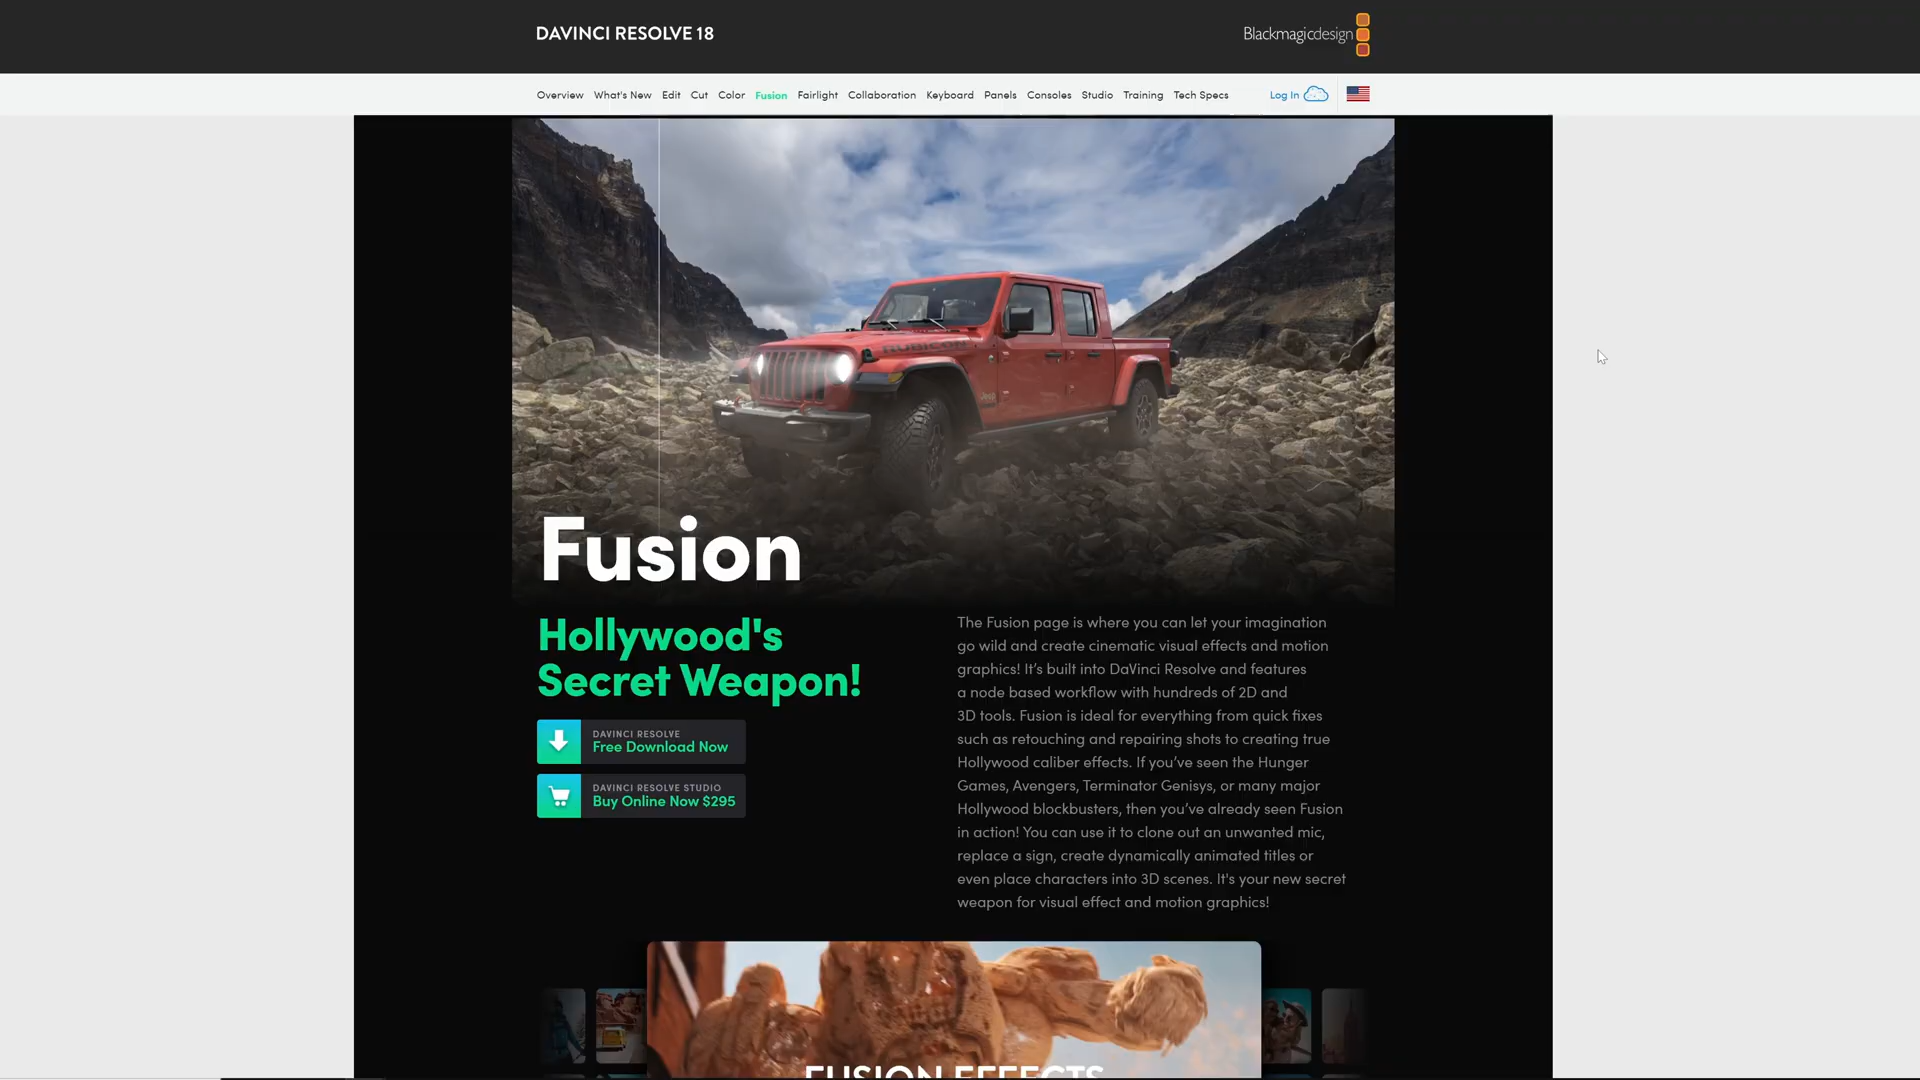 DAVINCI RESOLVE 18
Blackmagicdesign
Overview What's New Edit Cut Color Fusion Fairlight Collaboration Keyboard Panels Consoles Studio Training Tech Specs Log In
RUBICON
Fusion
Hollywood's
Secret Weapon!
DAVINCI RESOLVE
Free Download Now
DAVINCI RESOLVE STUDIO
Buy Online Now $295
The Fusion page is where you can let your imagination
go wild and create cinematic visual effects and motion
graphics! It’s built into DaVinci Resolve and features
a node based workflow with hundreds of 2D and
3D tools. Fusion is ideal for everything from quick fixes
such as retouching and repairing shots to creating true
Hollywood caliber effects. If you’ve seen the Hunger
Games, Avengers, Terminator Genisys, or many major
Hollywood blockbusters, then you’ve already seen Fusion
in action! You can use it to clone out an unwanted mic,
replace a sign, create dynamically animated titles or
even place characters into 3D scenes. It's your new secret
weapon for visual effect and motion graphics!
FUSION EFFECTS